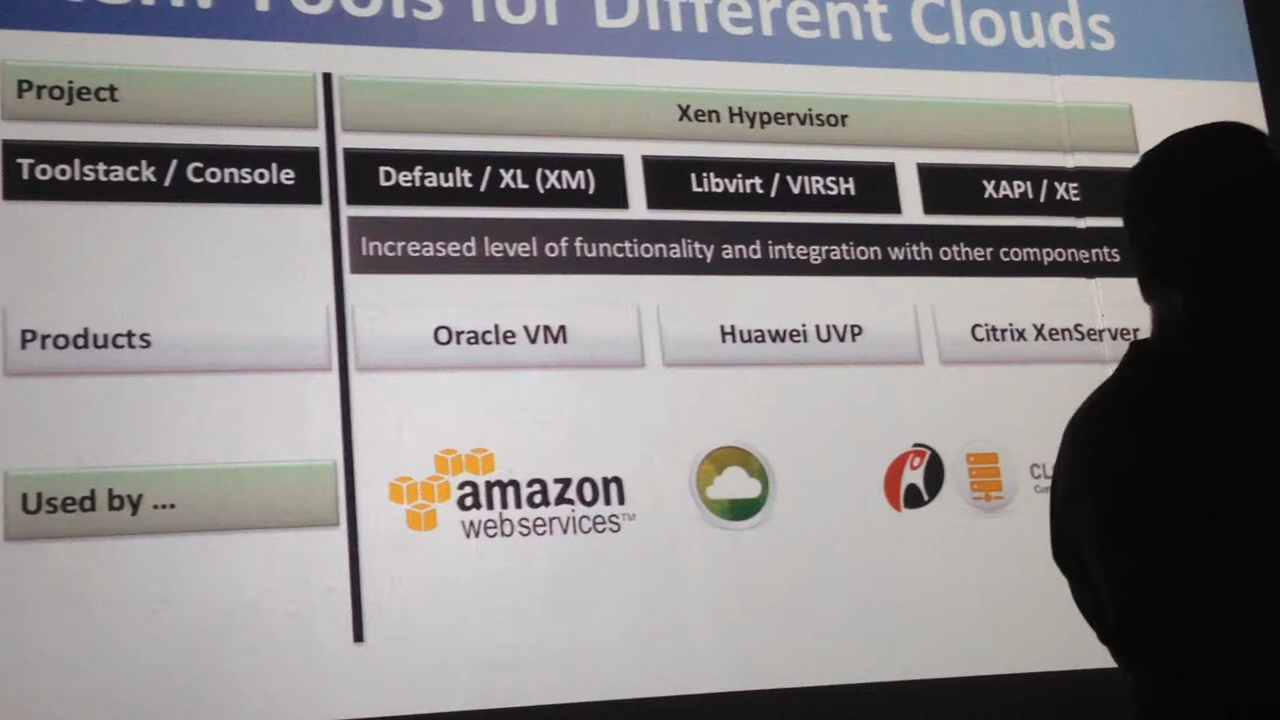 Tools for Different Clouds
Project
Xen Hypervisor
Toolstack / Console
Default / XL (XM)
Libvirt / VIRSH
XAPI / XE
Increased level of functionality and integration with other components
Products
Oracle VM
Huawei UVP
Citrix XenServer
Used by ...
amazon
webservices™